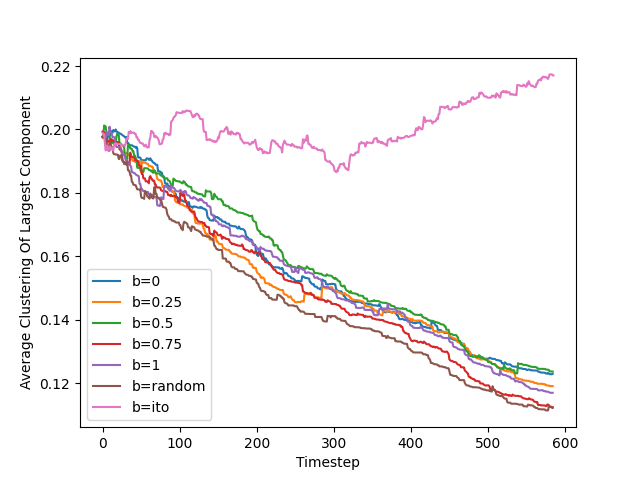 0.22
0.20
0.18
0.16
0.14
0.12
Average Clustering Of Largest Component
b=0
b=0.25
b=0.5
b=0.75
b=1
b=random
b=ito
0 100 200 300 400 500 600
Timestep